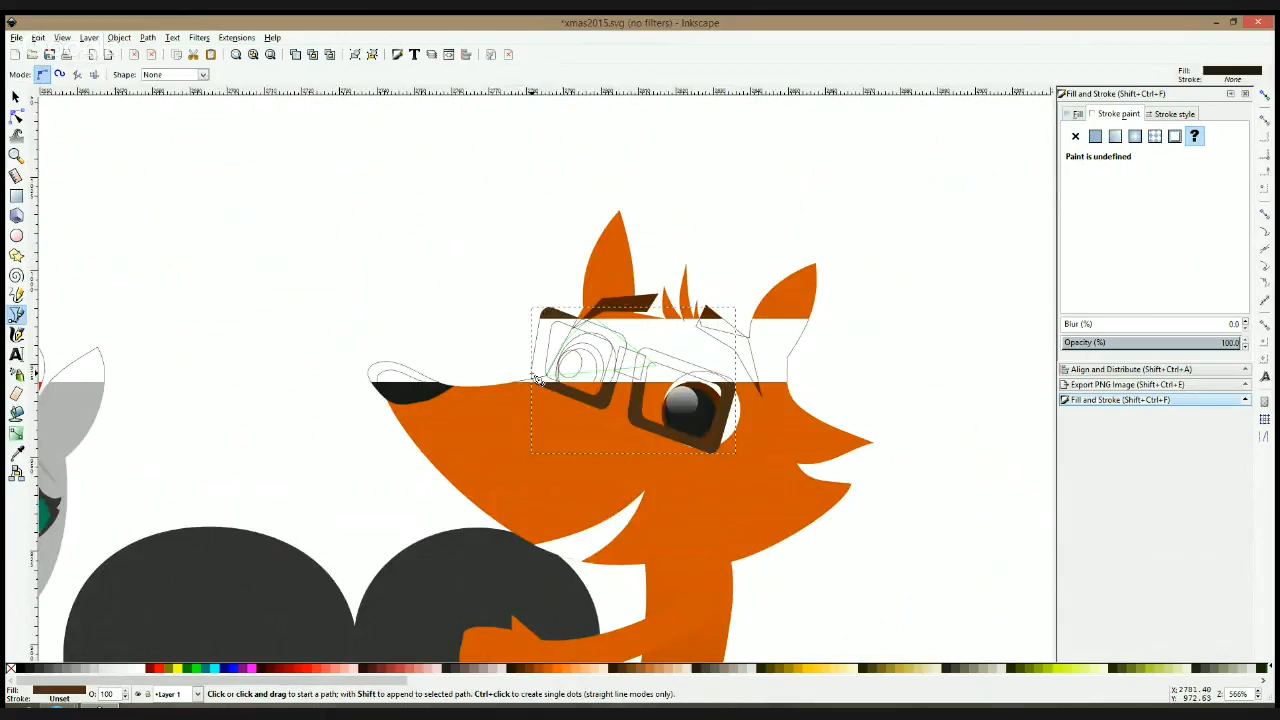 *xmas2015.svg (no filters) - Inkscape
File Edit View Layer Object Path Text Filters Extensions Help
Mode: Shape: None
Fill:
Stroke: None
Fill and Stroke (Shift+Ctrl+F)
Fill Stroke paint Stroke style
Paint is undefined
Blur (%) 0.0
Opacity (%) 100.0
Align and Distribute (Shift+Ctrl+A)
Export PNG Image (Shift+Ctrl+E)
Fill and Stroke (Shift+Ctrl+F)
Fill:
Stroke: Unset
O: 100
Layer 1
Click or click and drag to start a path; with Shift to append to selected path. Ctrl+click to create single dots (straight line modes only).
X: 2781.40
Y: 972.63
Z: 566%